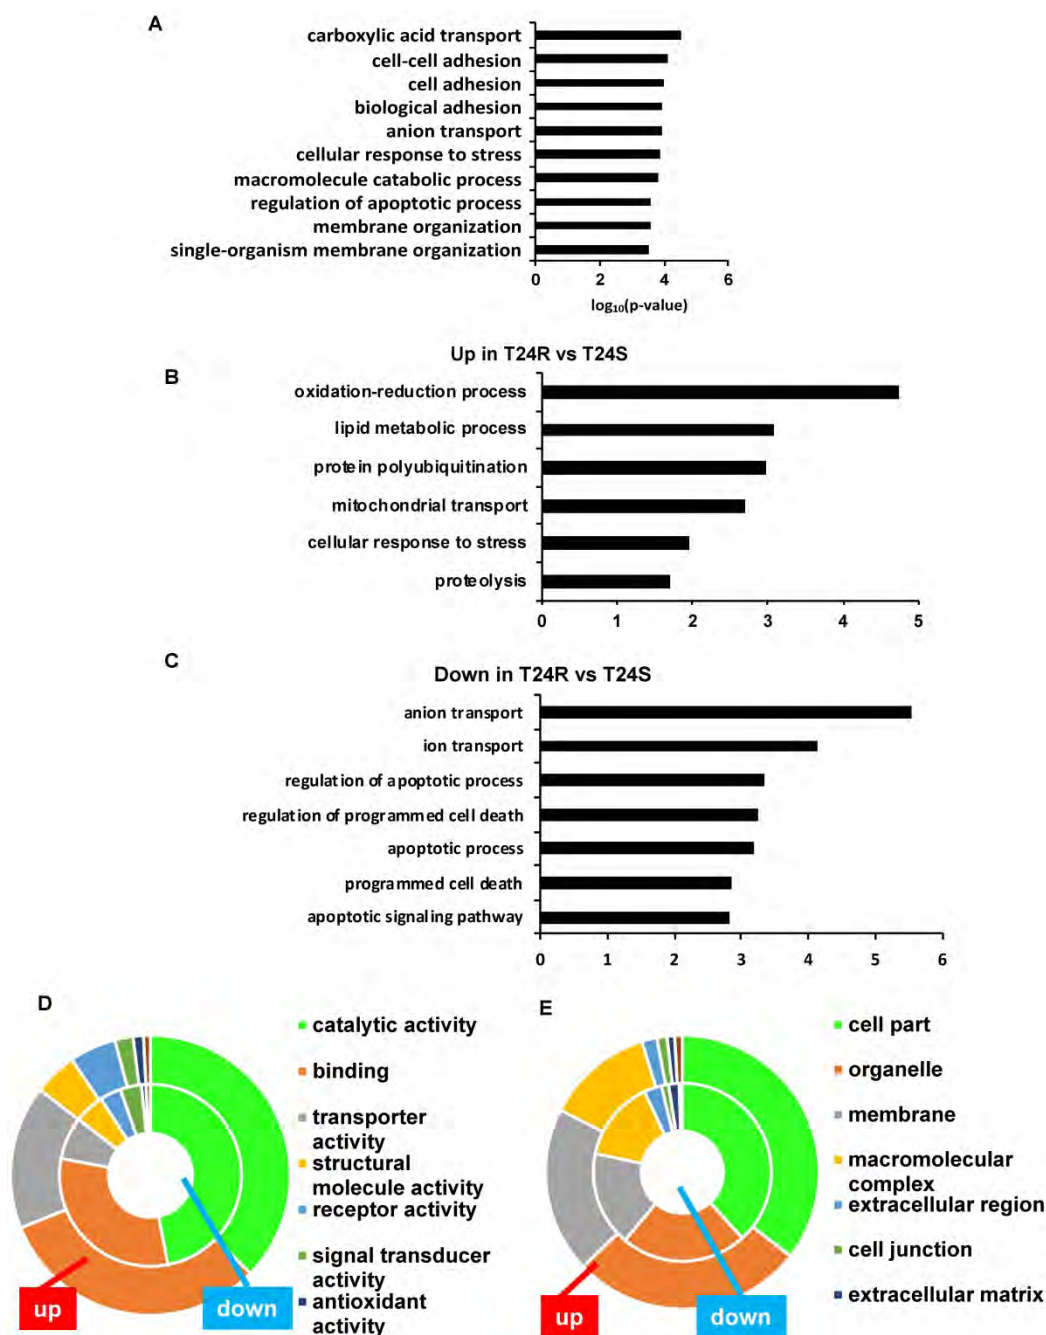 A
carboxylic acid transport
cell-cell adhesion
cell adhesion
biological adhesion
anion transport
cellular response to stress
macromolecule catabolic process
regulation of apoptotic process
membrane organization
single-organism membrane organization
0 2 4 6
log₁₀(p-value)
Up in T24R vs T24S
B
oxidation-reduction process
lipid metabolic process
protein polyubiquitination
mitochondrial transport
cellular response to stress
proteolysis
0 1 2 3 4 5
C
Down in T24R vs T24S
anion transport
ion transport
regulation of apoptotic process
regulation of programmed cell death
apoptotic process
programmed cell death
apoptotic signaling pathway
0 1 2 3 4 5 6
D
catalytic activity
binding
transporter
activity
structural
molecule activity
receptor activity
signal transducer
activity
antioxidant
activity
up
down
E
cell part
organelle
membrane
macromolecular
complex
extracellular region
cell junction
extracellular matrix
up
down